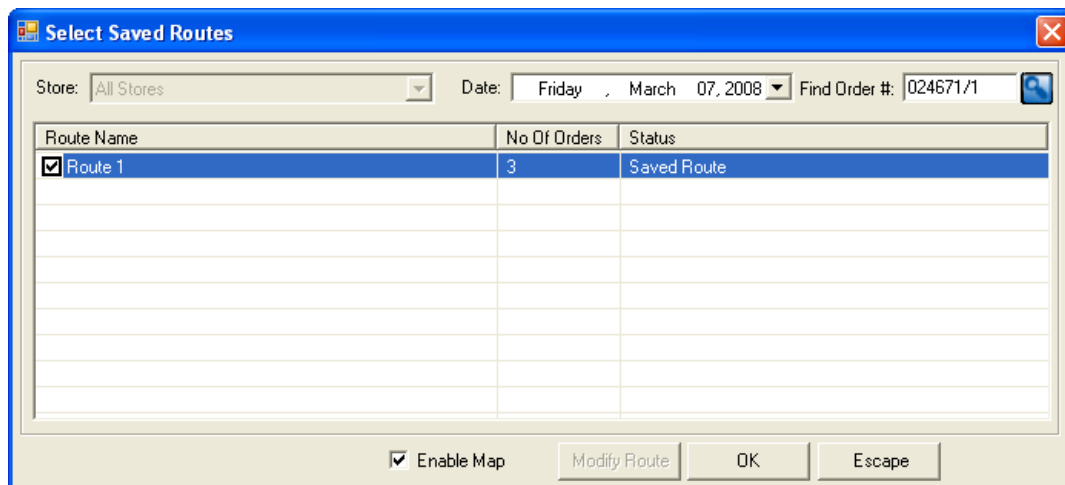 Select Saved Routes
Store: All Stores Date: Friday , March 07, 2008 Find Order #: 024671/1
Route Name No Of Orders Status
Route 1 3 Saved Route
Enable Map Modify Route OK Escape